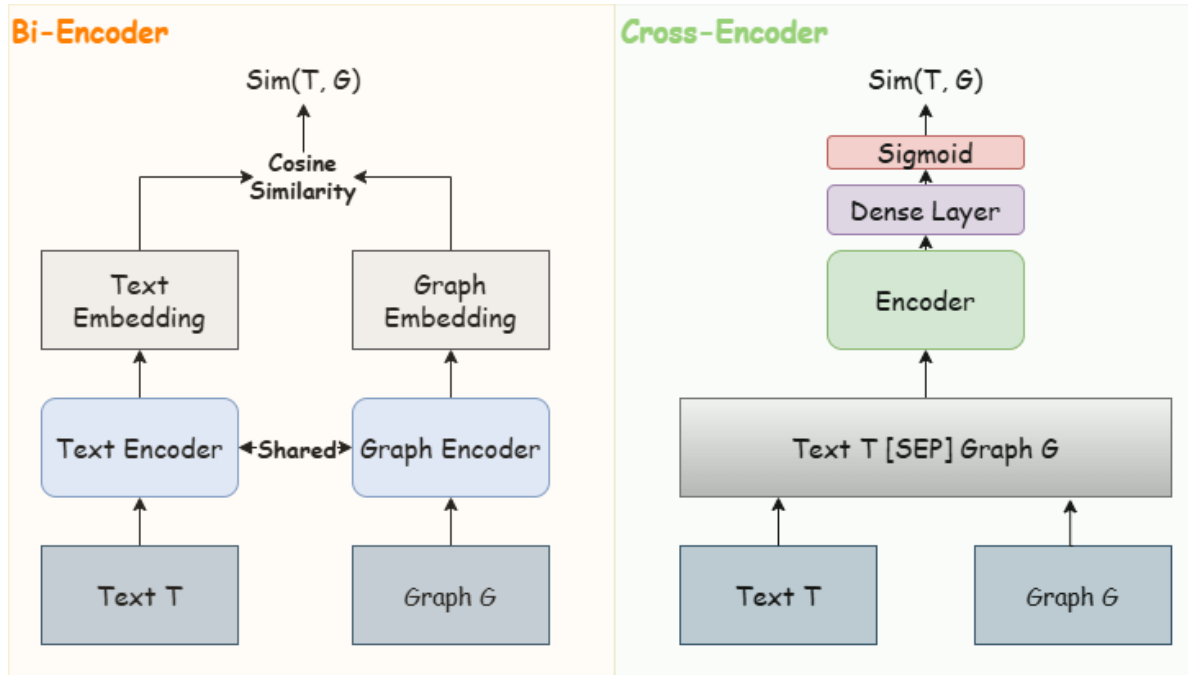 Bi-Encoder
Sim(T, G)
Cosine
Similarity
Text
Embedding
Graph
Embedding
Text Encoder
Shared
Graph Encoder
Text T
Graph G
Cross-Encoder
Sim(T, G)
Sigmoid
Dense Layer
Encoder
Text T [SEP] Graph G
Text T
Graph G